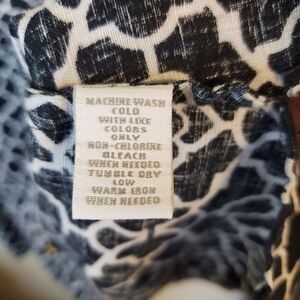 MACHINE WASH
COLD
WITH LIKE
COLORS
ONLY
NON-CHLORINE
BLEACH
WHEN NEEDED
TUMBLE DRY
LOW
WARM IRON
WHEN NEEDED